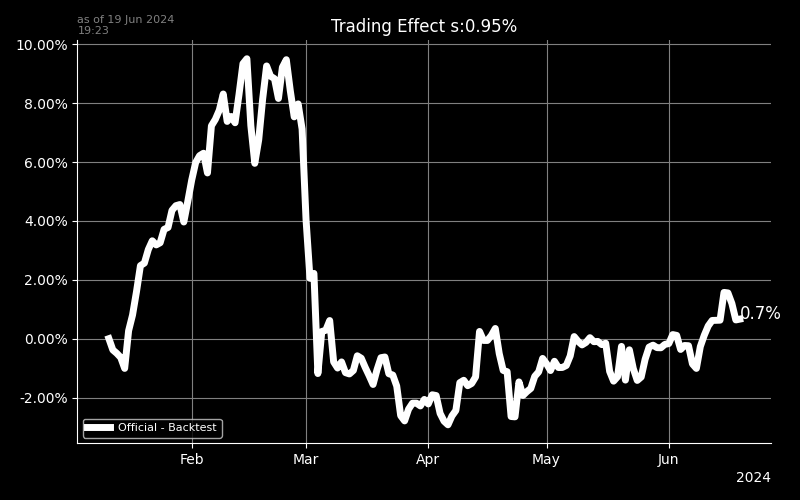 as of 19 Jun 2024
19:23
Trading Effect s:0.95%
10.00%
8.00%
6.00%
4.00%
2.00%
0.00%
-2.00%
0.7%
Official - Backtest
Feb
Mar
Apr
May
Jun
2024